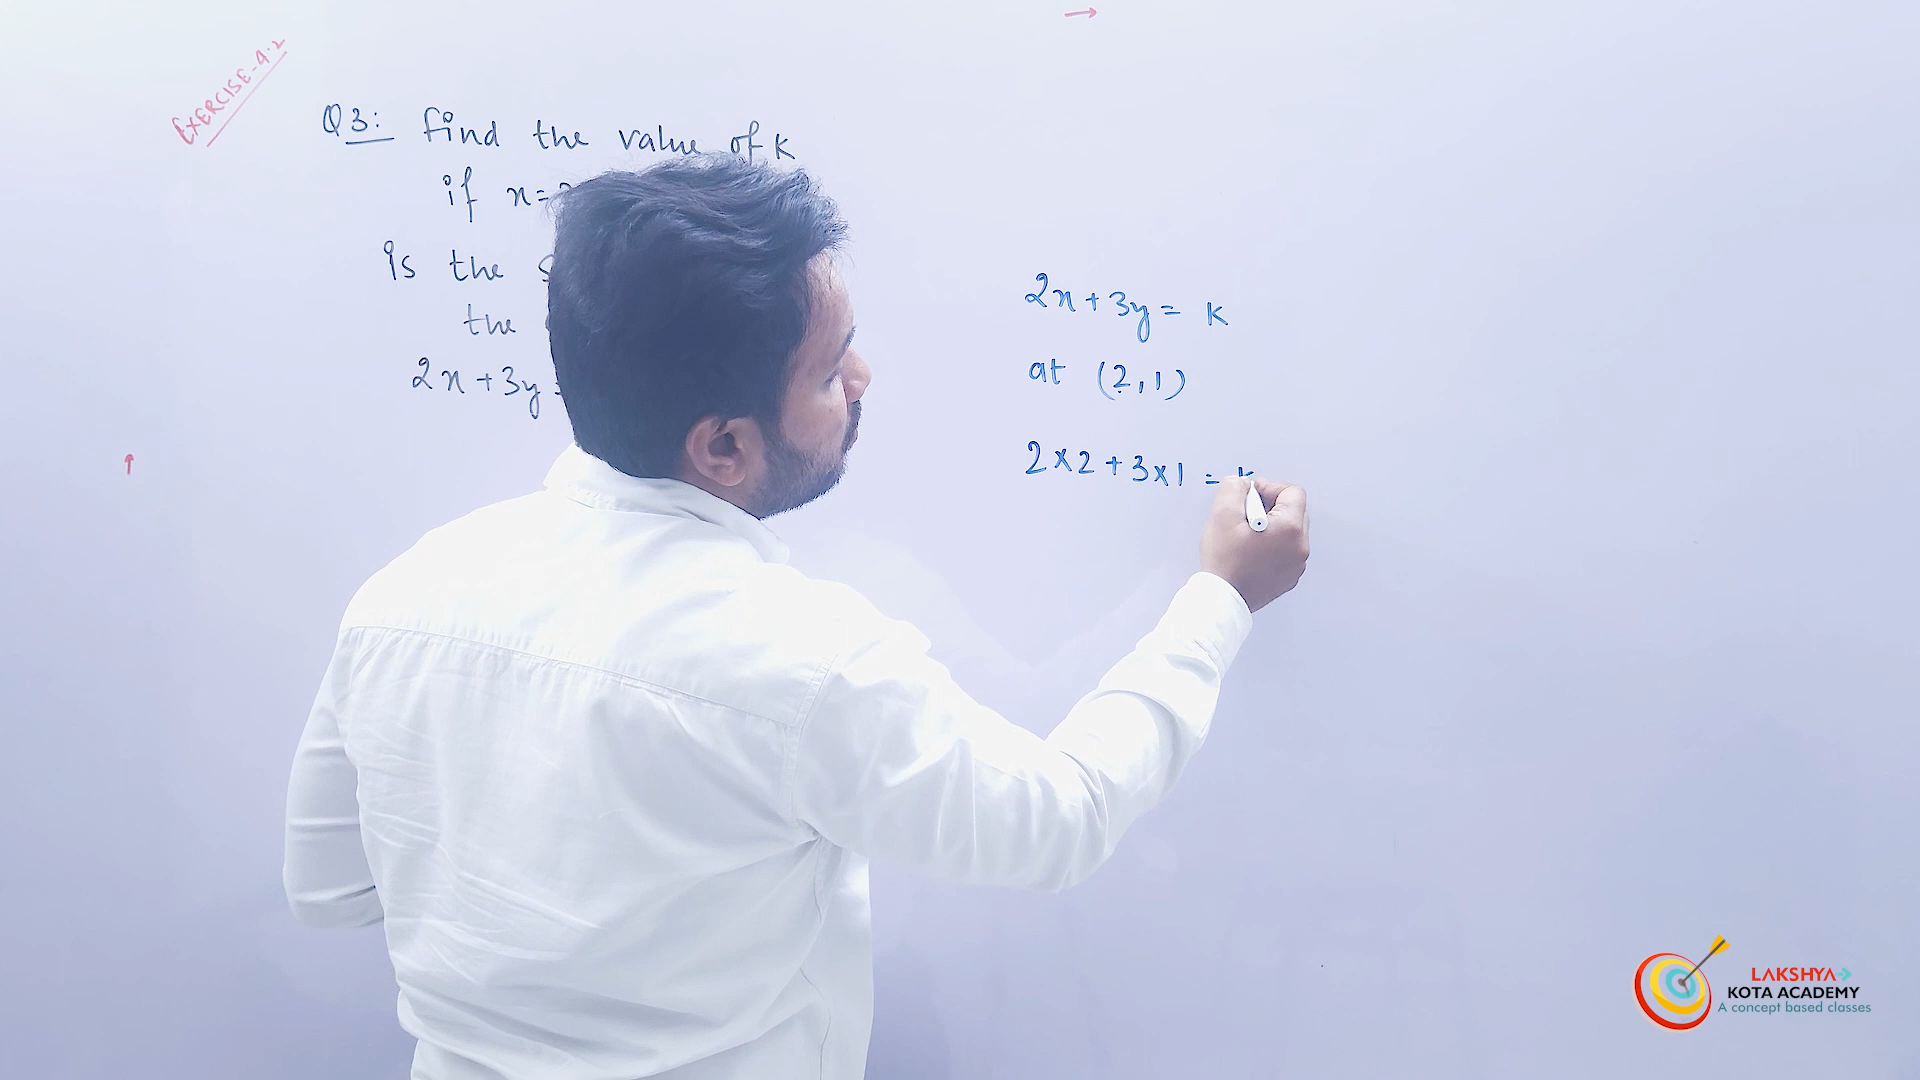 EXERCISE-4.2
Q3: find the value of k
if x=2
is the
the
2x+3y=
2x+3y= k
at (2,1)
2×2+3×1 = k
LAKSHYA
KOTA ACADEMY
A concept based classes